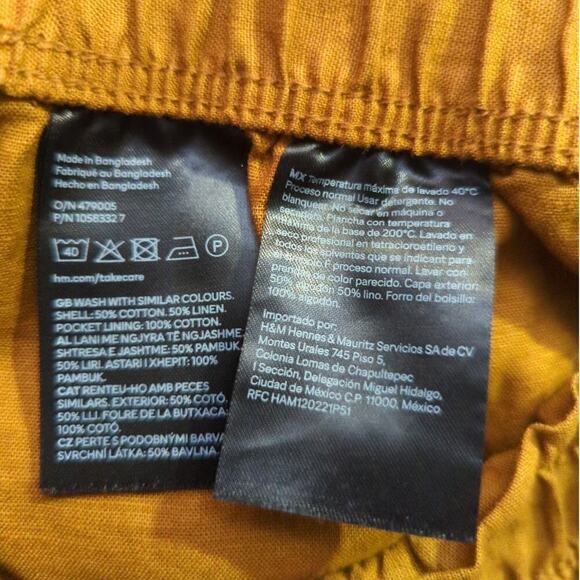 Made in Bangladesh
Fabriqué au Bangladesh
Hecho en Bangladesh
O/N 479005
P/N 1058332 7
40
P
hm.com/takecare
GB WASH WITH SIMILAR COLOURS.
SHELL: 50% COTTON. 50% LINEN.
POCKET LINING: 100% COTTON.
AL LANI ME NGJYRA TË NGJASHME.
SHTRESA E JASHTME: 50% PAMBUK.
50% LIRI. ASTARI I XHEPIT: 100%
PAMBUK.
CAT RENTEU-HO AMB PECES
SIMILARS. EXTERIOR: 50% COTÓ.
50% LLI. FOLRE DE LA BUTXACA:
100% COTÓ.
CZ PERTE S PODOBNÝMI BARVA
SVRCHNÍ LÁTKA: 50% BAVLNA.
MX Temperatura máxima de lavado 40°C
Proceso normal Usar detergente. No
blanquear. No secar en máquina o
secadora. Plancha con temperatura
máxima de la base de 200°C. Lavado en
seco profesional en tetracloroetileno y
todos los solventes que se indican para el
símbolo F. proceso normal. Lavar con
prendas de color parecido. Capa exterior:
50% algodón 50% lino. Forro del bolsillo:
100% algodón.
Importado por:
H&M Hennes & Mauritz Servicios SA de CV
Montes Urales 745 Piso 5,
Colonia Lomas de Chapultepec
I Sección, Delegación Miguel Hidalgo,
Ciudad de México C.P. 11000, México
RFC HAM120221PS1